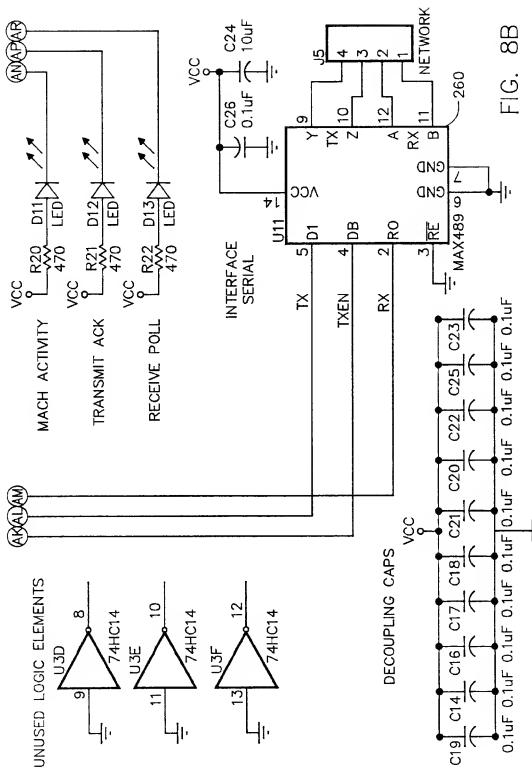 UNUSED LOGIC ELEMENTS
U3D
9
8
74HC14
U3E
11
10
74HC14
U3F
13
12
74HC14
AK
AL
AM
AN
AP
AR
MACH ACTIVITY
VCC
R20
470
D11
LED
TRANSMIT ACK
R21
470
D12
LED
RECEIVE POLL
VCC
R22
470
D13
LED
INTERFACE
SERIAL
TX
TXEN
RX
U11
5 D1
4 DB
2 RO
3 RE
14
VCC
Y 9
TX
Z 10
A 12
RX
B 11
GND
6
GND
7
MAX489
260
VCC
C26
0.1uF
C24
10uF
J5
4
3
2
1
NETWORK
DECOUPLING CAPS
VCC
C19 C14 C16 C17 C18 C21 C20 C22 C25 C23
0.1uF 0.1uF 0.1uF 0.1uF 0.1uF 0.1uF 0.1uF 0.1uF 0.1uF 0.1uF
FIG. 8B